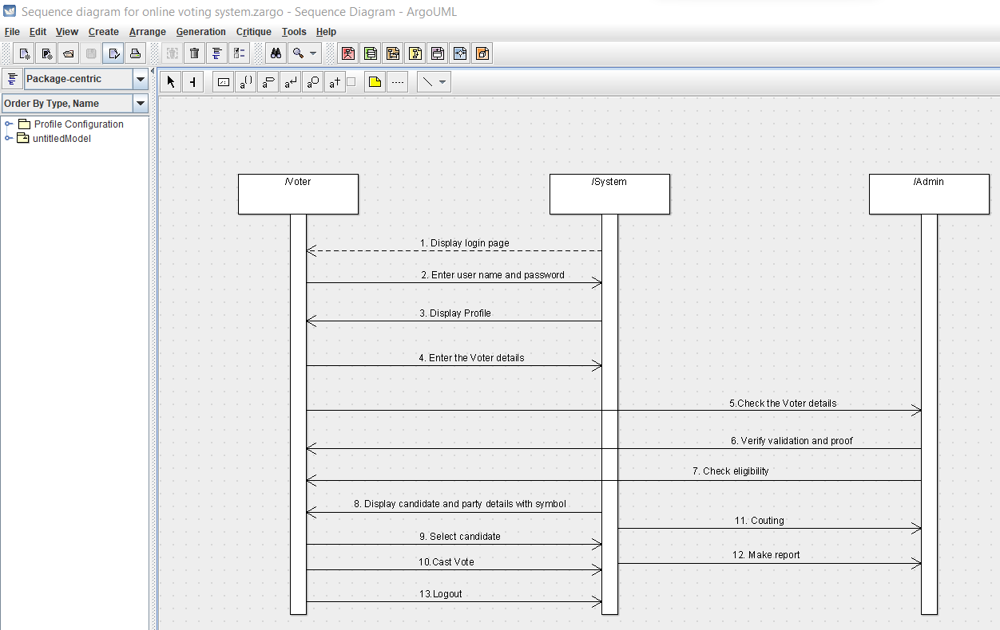 Sequence diagram for online voting system.zargo - Sequence Diagram - ArgoUML
File Edit View Create Arrange Generation Critique Tools Help
Package-centric
Order By Type, Name
Profile Configuration
untitledModel
/Voter
/System
/Admin
1. Display login page
2. Enter user name and password
3. Display Profile
4. Enter the Voter details
5.Check the Voter details
6. Verify validation and proof
7. Check eligibility
8. Display candidate and party details with symbol
11. Couting
9. Select candidate
12. Make report
10.Cast Vote
13.Logout